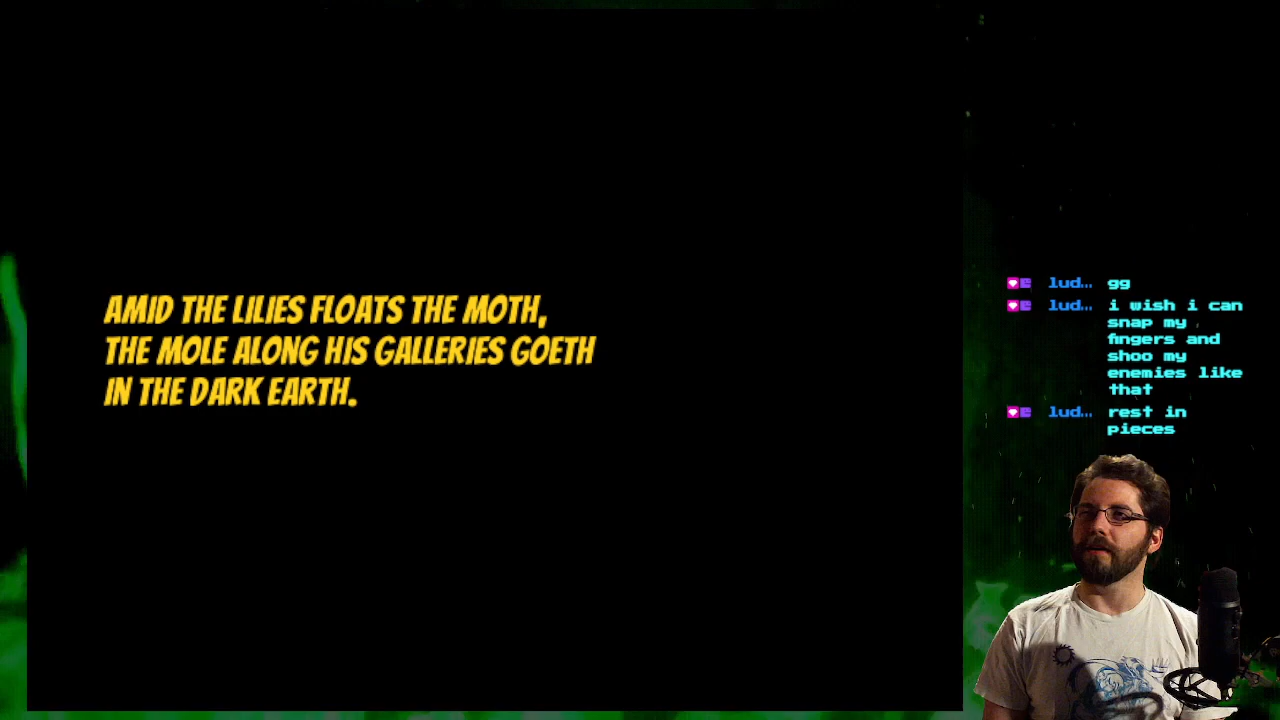 AMID THE LILIES FLOATS THE MOTH,
THE MOLE ALONG HIS GALLERIES GOETH
IN THE DARK EARTH.
lud... gg
lud... i wish i can
snap my
fingers and
shoo my
enemies like
that
lud... rest in
pieces